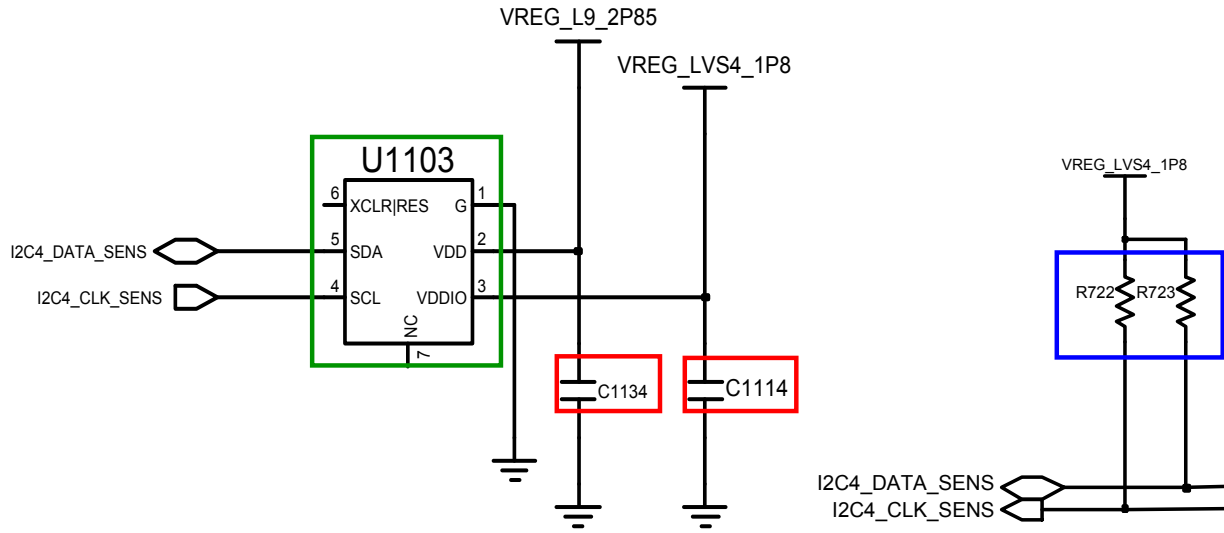 VREG_L9_2P85
VREG_LVS4_1P8
U1103
6 XCLR|RES G 1
I2C4_DATA_SENS 5 SDA VDD 2
I2C4_CLK_SENS 4 SCL VDDIO 3
NC
7
C1134
C1114
VREG_LVS4_1P8
R722 R723
I2C4_DATA_SENS
I2C4_CLK_SENS